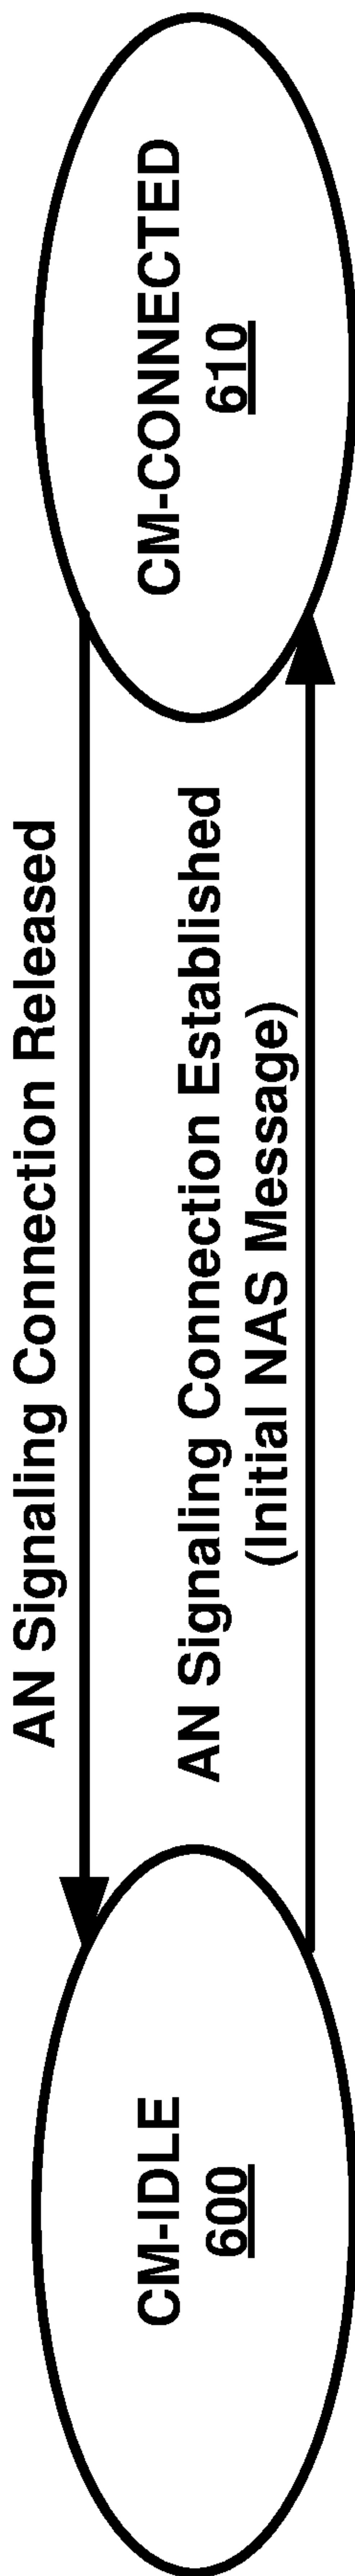 AN Signaling Connection Released
CM-IDLE
600
AN Signaling Connection Established
(Initial NAS Message)
CM-CONNECTED
610